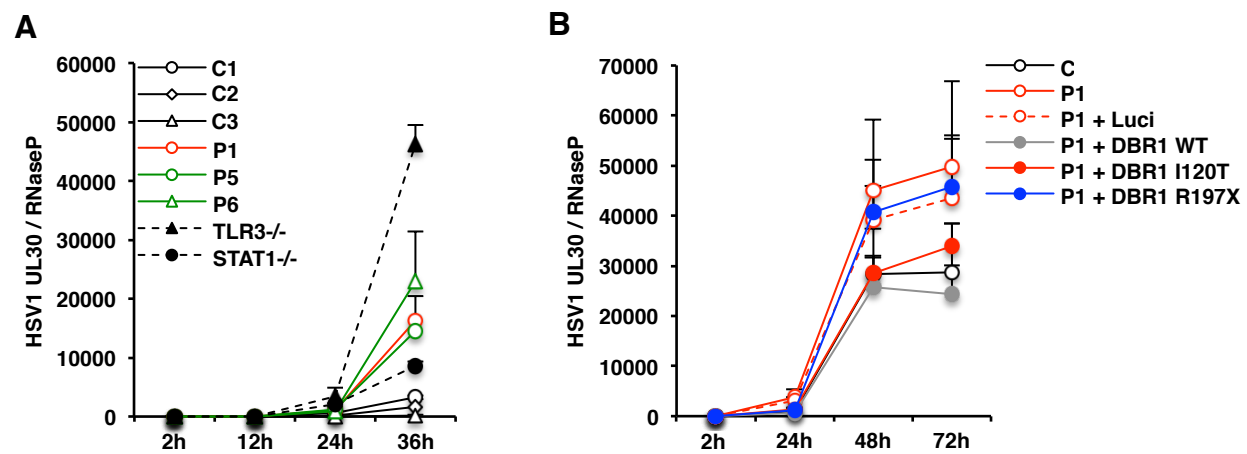 A
HSV1 UL30 / RNaseP
60000
50000
40000
30000
20000
10000
0
2h 12h 24h 36h
C1
C2
C3
P1
P5
P6
TLR3-/-
STAT1-/-
B
HSV1 UL30 / RNaseP
70000
60000
50000
40000
30000
20000
10000
0
2h 24h 48h 72h
C
P1
P1 + Luci
P1 + DBR1 WT
P1 + DBR1 I120T
P1 + DBR1 R197X